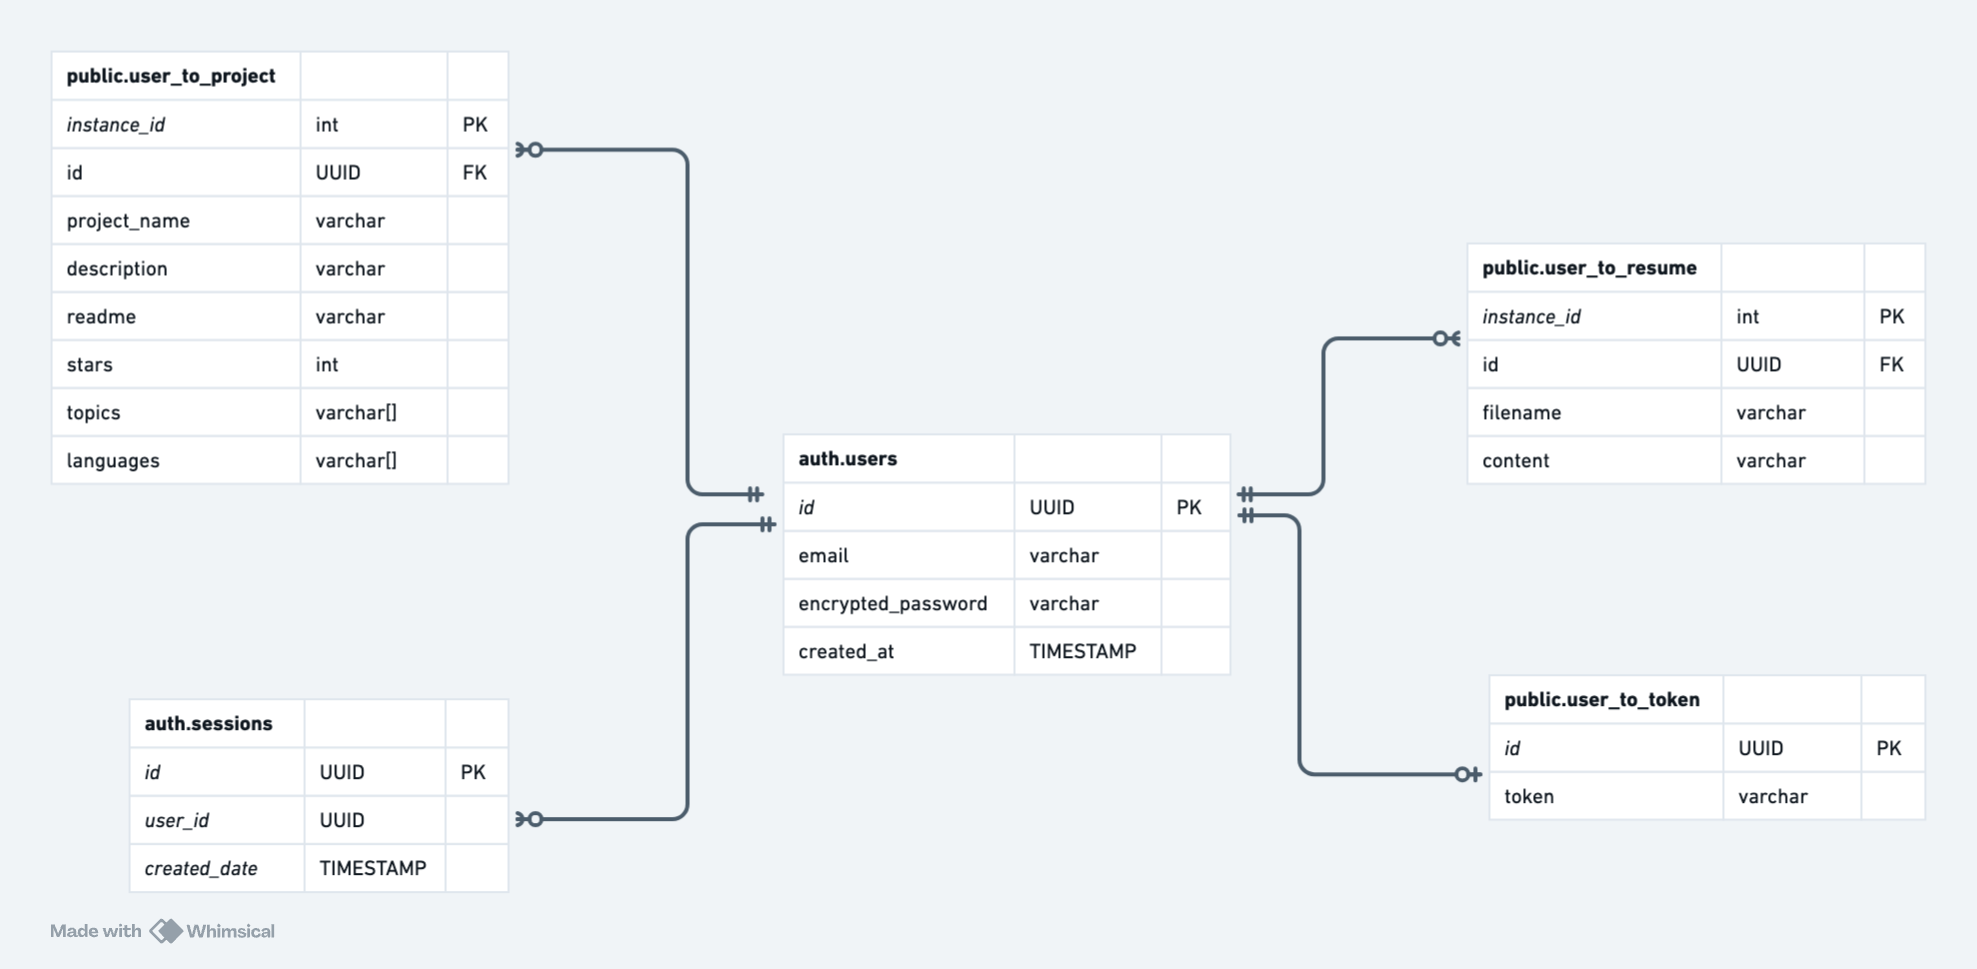 public.user_to_project
instance_id int PK
id UUID FK
project_name varchar
description varchar
readme varchar
stars int
topics varchar[]
languages varchar[]
public.user_to_resume
instance_id int PK
id UUID FK
filename varchar
content varchar
auth.users
id UUID PK
email varchar
encrypted_password varchar
created_at TIMESTAMP
auth.sessions
id UUID PK
user_id UUID
created_date TIMESTAMP
public.user_to_token
id UUID PK
token varchar
Made with Whimsical